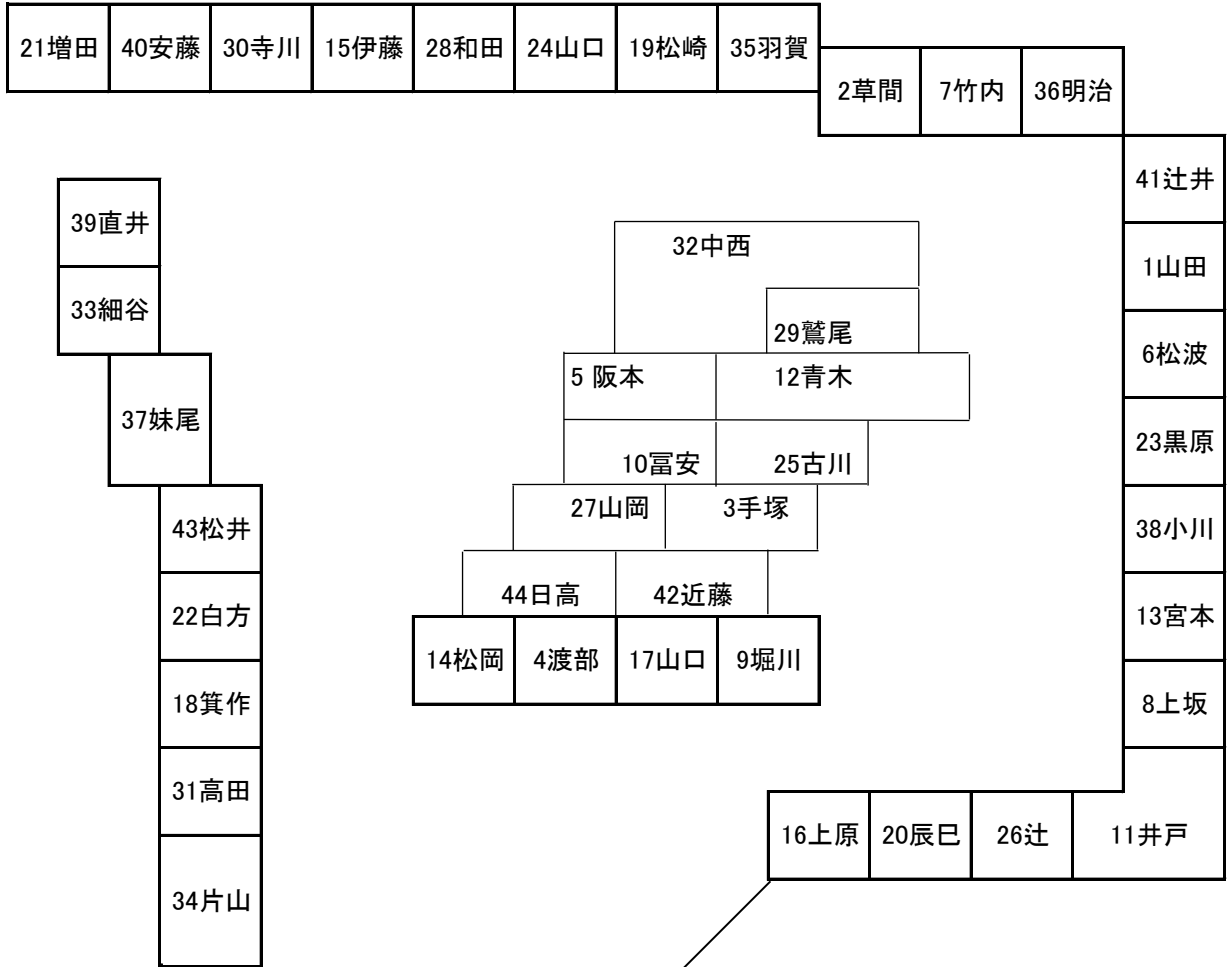 21増田 40安藤 30寺川 15伊藤 28和田 24山口 19松崎 35羽賀
2草間 7竹内 36明治
41辻井
39直井
32中西
1山田
33細谷
29鷲尾
6松波
5 阪本 12青木
37妹尾
23黒原
10冨安 25古川
27山岡 3手塚
43松井
38小川
44日高 42近藤
22白方
13宮本
14松岡 4渡部 17山口 9堀川
18箕作
8上坂
31高田
16上原 20辰巳 26辻 11井戸
34片山